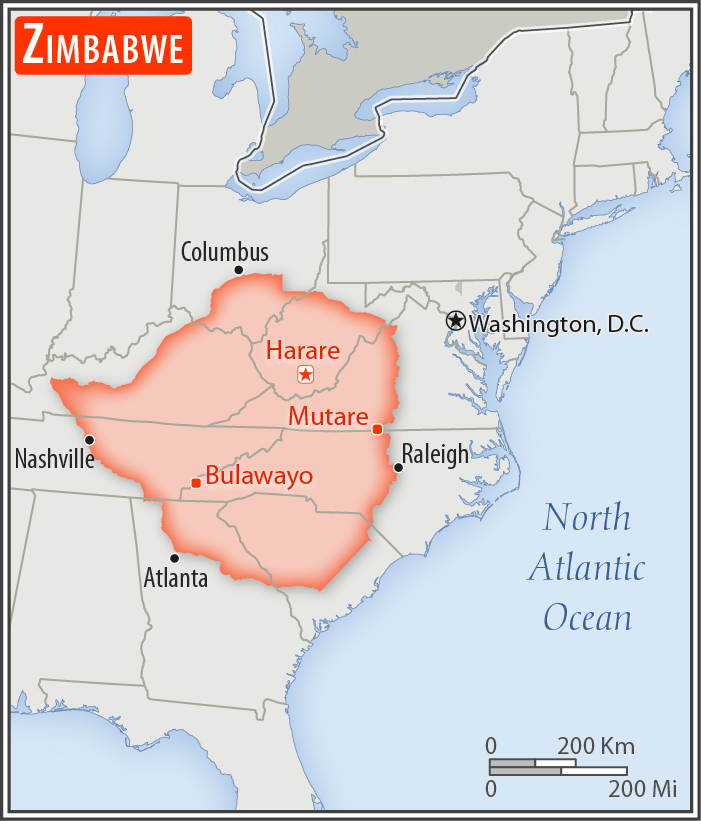 ZIMBABWE
Columbus
Washington, D.C.
Harare
Mutare
Nashville
Raleigh
Bulawayo
North
Atlantic
Ocean
Atlanta
0 200 Km
0 200 Mi